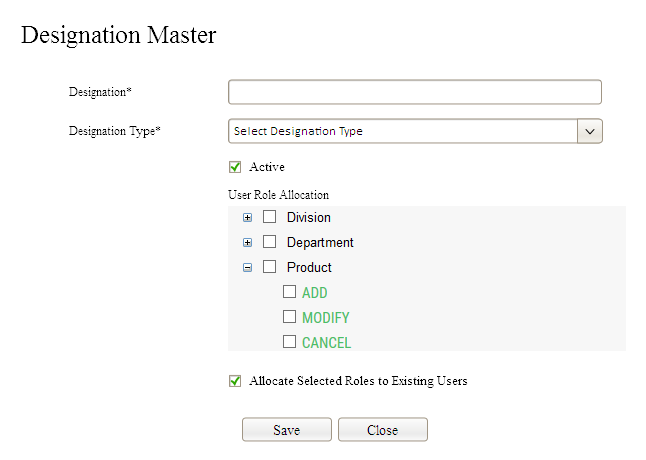 Designation Master
Designation*
Designation Type* Select Designation Type
Active
User Role Allocation
Division
Department
Product
ADD
MODIFY
CANCEL
Allocate Selected Roles to Existing Users
Save Close